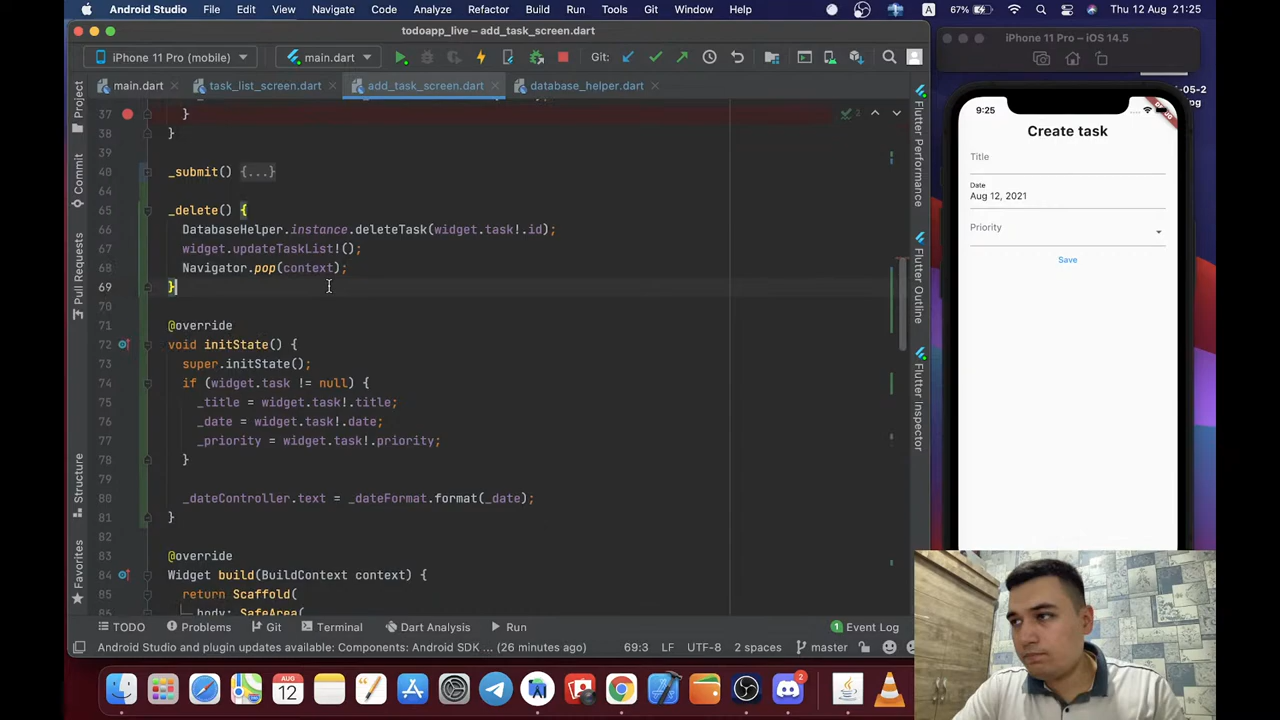 Android Studio File Edit View Navigate Code Analyze Refactor Build Run Tools Git Window Help 67% Thu 12 Aug 21:25
todoapp_live – add_task_screen.dart
iPhone 11 Pro (mobile) main.dart Git:
main.dart task_list_screen.dart add_task_screen.dart database_helper.dart
37 }
38 }
39
40 _submit() {...}
64
65 _delete() {
66 DatabaseHelper.instance.deleteTask(widget.task!.id);
67 widget.updateTaskList!();
68 Navigator.pop(context);
69 }
70
71 @override
72 void initState() {
73 super.initState();
74 if (widget.task != null) {
75 _title = widget.task!.title;
76 _date = widget.task!.date;
77 _priority = widget.task!.priority;
78 }
79
80 _dateController.text = _dateFormat.format(_date);
81 }
82
83 @override
84 Widget build(BuildContext context) {
85 return Scaffold(
body: SafeArea(
2
Project
Commit
Pull Requests
Structure
Favorites
Flutter Performance
Flutter Outline
Flutter Inspector
TODO Problems Git Terminal Dart Analysis Run 1 Event Log
Android Studio and plugin updates available: Components: Android SDK ... (26 minutes ago) 69:3 LF UTF-8 2 spaces master
iPhone 11 Pro – iOS 14.5
9:25
Create task
Title
Date
Aug 12, 2021
Priority
Save
AUG
12
2